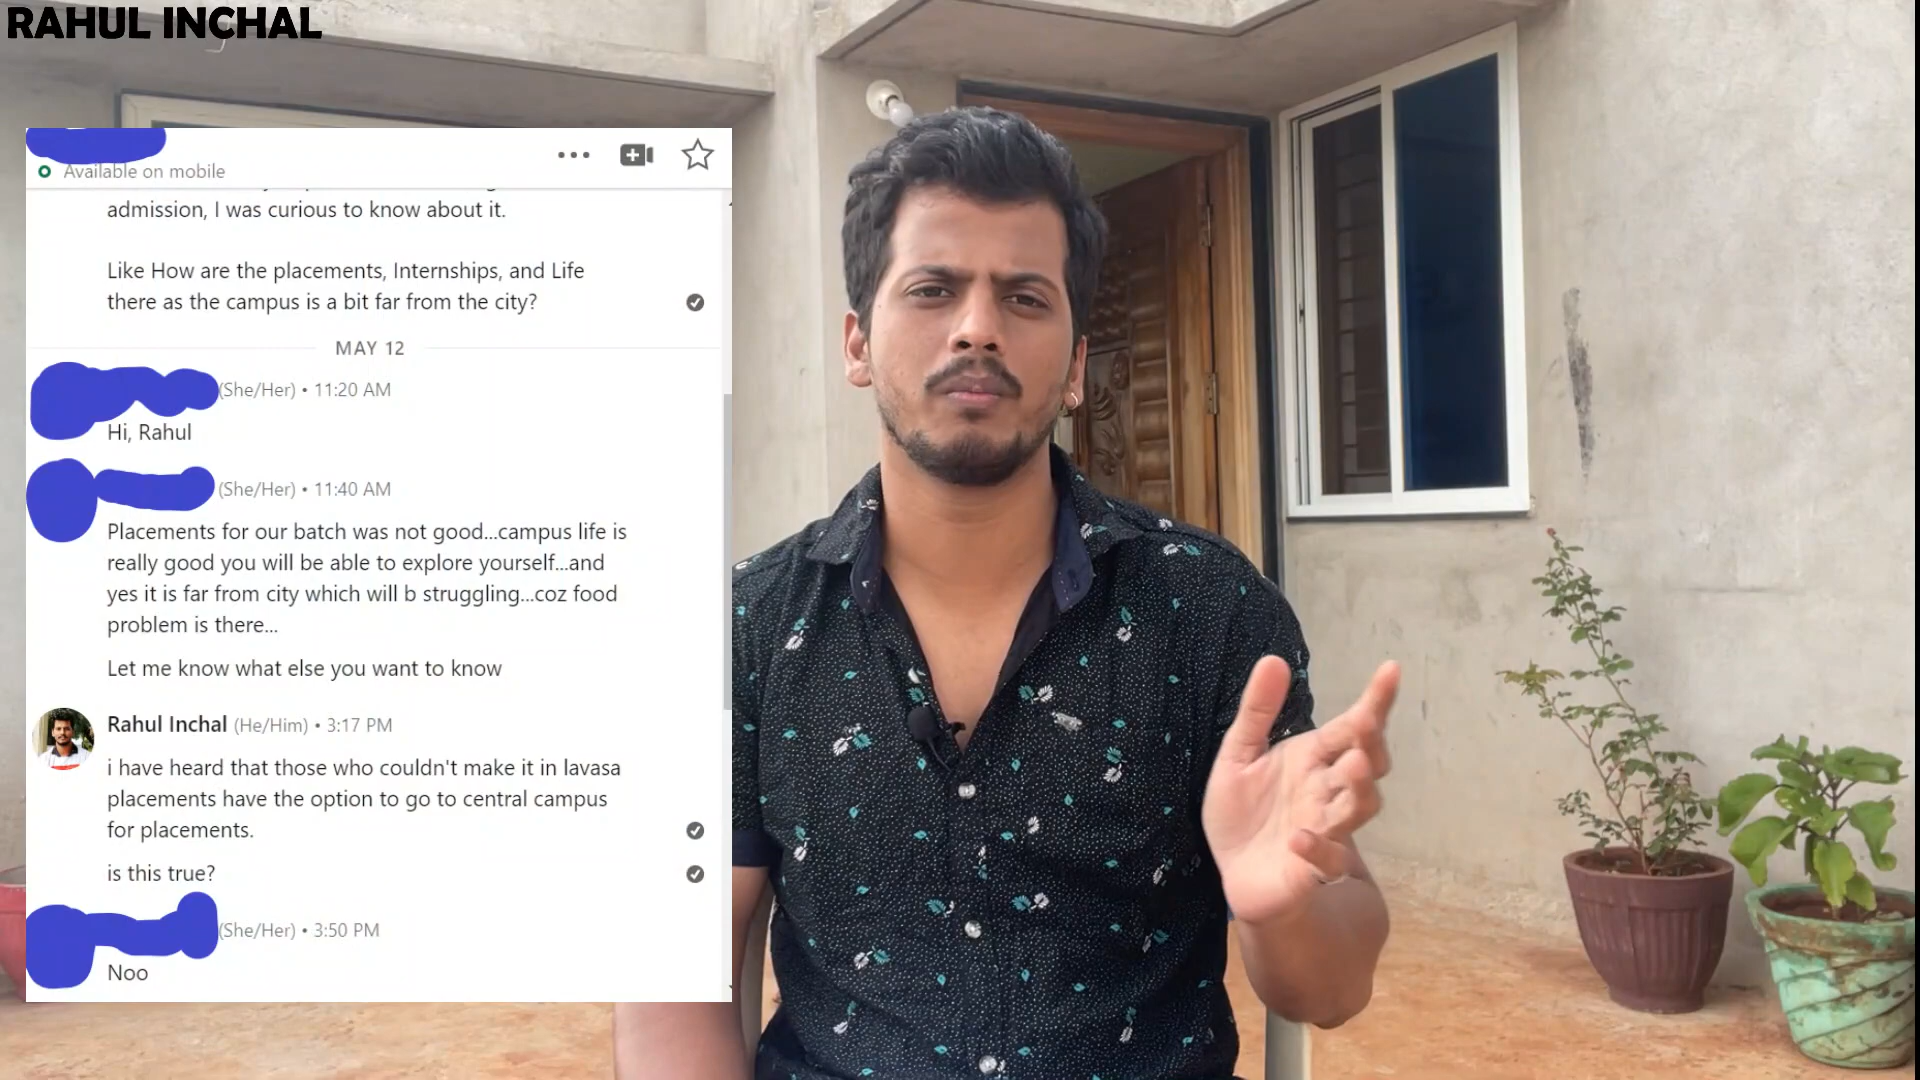 RAHUL INCHAL
Available on mobile
admission, I was curious to know about it.
Like How are the placements, Internships, and Life
there as the campus is a bit far from the city?
MAY 12
(She/Her) • 11:20 AM
Hi, Rahul
(She/Her) • 11:40 AM
Placements for our batch was not good...campus life is
really good you will be able to explore yourself...and
yes it is far from city which will b struggling...coz food
problem is there...
Let me know what else you want to know
Rahul Inchal (He/Him) • 3:17 PM
i have heard that those who couldn't make it in lavasa
placements have the option to go to central campus
for placements.
is this true?
(She/Her) • 3:50 PM
Noo